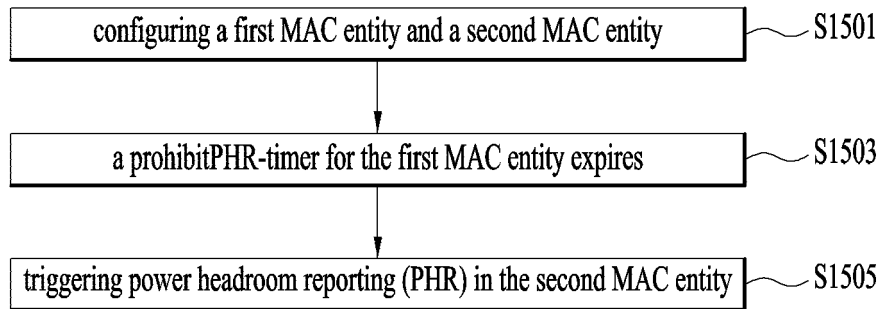 configuring a first MAC entity and a second MAC entity S1501
a prohibitPHR-timer for the first MAC entity expires S1503
triggering power headroom reporting (PHR) in the second MAC entity S1505